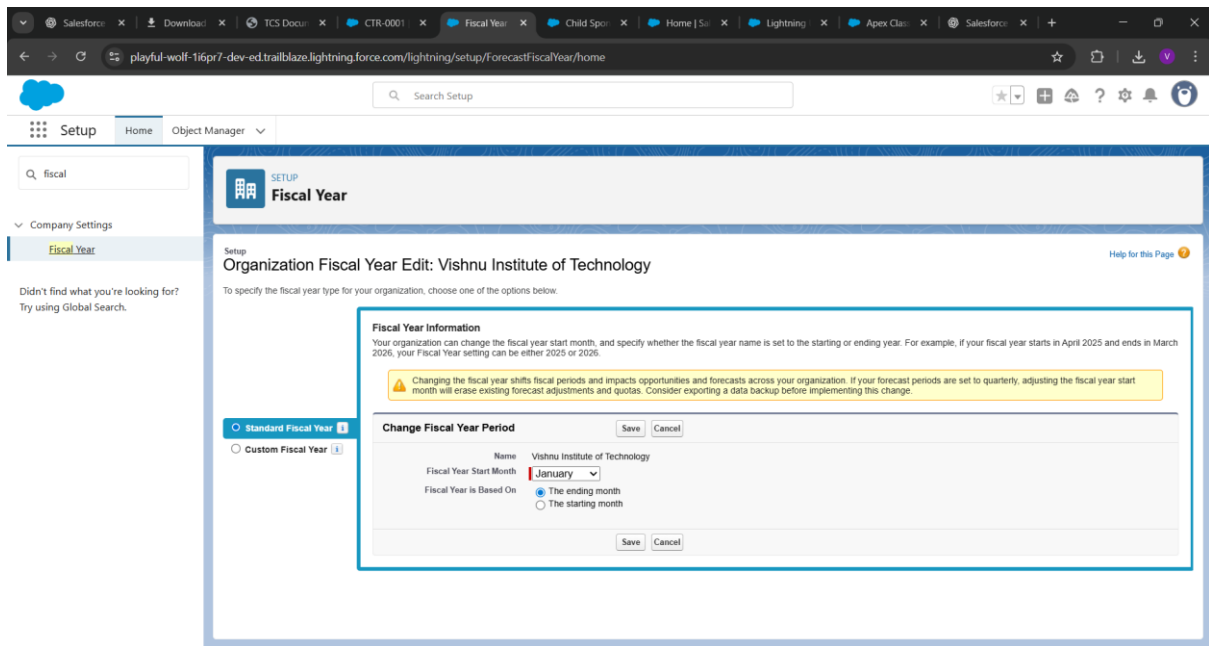 Salesforce
Download
TCS Docum
CTR-0001
Fiscal Year
Child Spon
Home | Sal
Lightning
Apex Class
Salesforce
playful-wolf-1i6pr7-dev-ed.trailblaze.lightning.force.com/lightning/setup/ForecastFiscalYear/home
V
Search Setup
Setup
Home
Object Manager
fiscal
SETUP
Fiscal Year
Company Settings
Fiscal Year
Didn't find what you're looking for?
Try using Global Search.
Setup
Organization Fiscal Year Edit: Vishnu Institute of Technology
Help for this Page
To specify the fiscal year type for your organization, choose one of the options below.
Fiscal Year Information
Your organization can change the fiscal year start month, and specify whether the fiscal year name is set to the starting or ending year. For example, if your fiscal year starts in April 2025 and ends in March
2026, your Fiscal Year setting can be either 2025 or 2026.
Changing the fiscal year shifts fiscal periods and impacts opportunities and forecasts across your organization. If your forecast periods are set to quarterly, adjusting the fiscal year start
month will erase existing forecast adjustments and quotas. Consider exporting a data backup before implementing this change.
Standard Fiscal Year i
Custom Fiscal Year i
Change Fiscal Year Period
Save Cancel
Name Vishnu Institute of Technology
Fiscal Year Start Month January
Fiscal Year is Based On The ending month
The starting month
Save Cancel